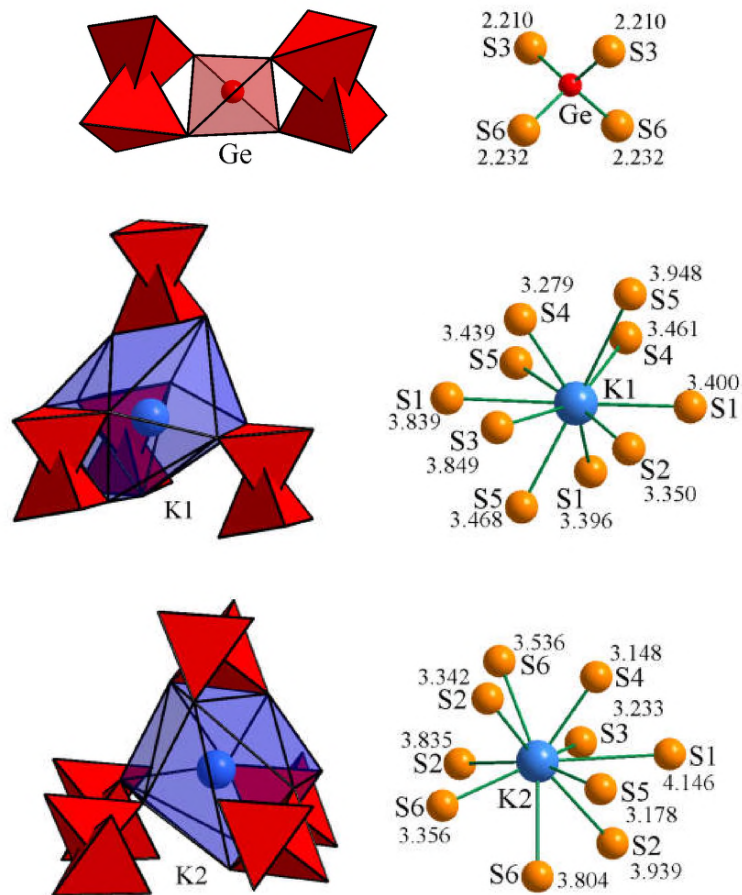 2.210 2.210
S3 S3
Ge
Ge
S6 S6
2.232 2.232
3.279 3.948
S4 S5
3.439 3.461
S5 S4
K1 3.400
S1 S1
3.839
S3 S2
3.849 3.350
S5 S1
3.468 3.396
K1
3.536 3.148
S6 S4
3.342
S2 3.233
S3
3.835
S2 S1
K2 4.146
S6 S5
3.356 3.178
S2
3.939
S6 3.804
K2